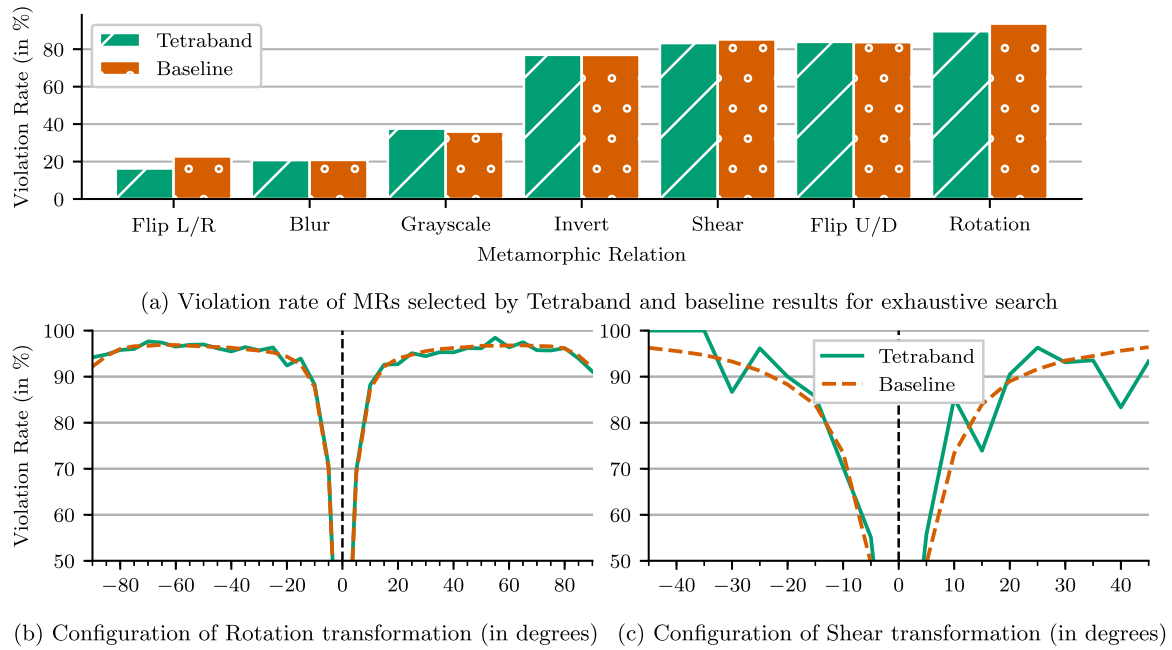 Violation Rate (in %)
80
60
40
20
0
Tetraband
Baseline
Flip L/R Blur Grayscale Invert Shear Flip U/D Rotation
Metamorphic Relation
(a) Violation rate of MRs selected by Tetraband and baseline results for exhaustive search
Violation Rate (in %)
100
90
80
70
60
50
−80 −60 −40 −20 0 20 40 60 80
(b) Configuration of Rotation transformation (in degrees)
100
90
80
70
60
50
Tetraband
Baseline
−40 −30 −20 −10 0 10 20 30 40
(c) Configuration of Shear transformation (in degrees)